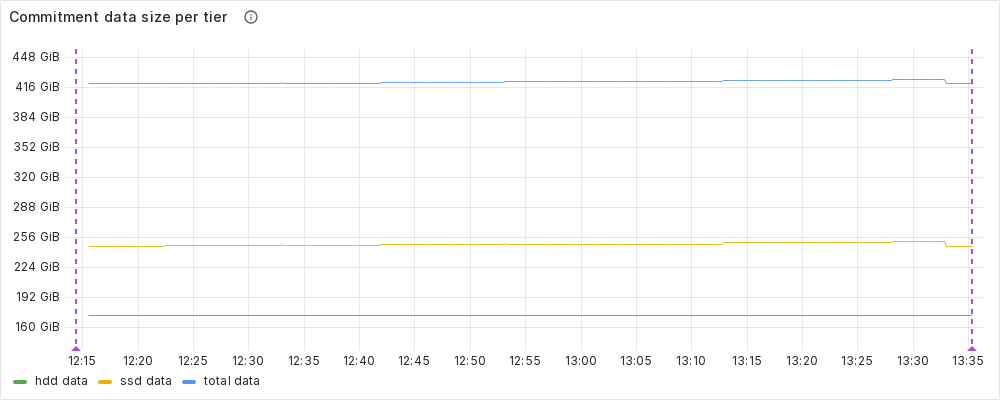 Commitment data size per tier
448 GiB
416 GiB
384 GiB
352 GiB
320 GiB
288 GiB
256 GiB
224 GiB
192 GiB
160 GiB
12:15 12:20 12:25 12:30 12:35 12:40 12:45 12:50 12:55 13:00 13:05 13:10 13:15 13:20 13:25 13:30 13:35
hdd data ssd data total data